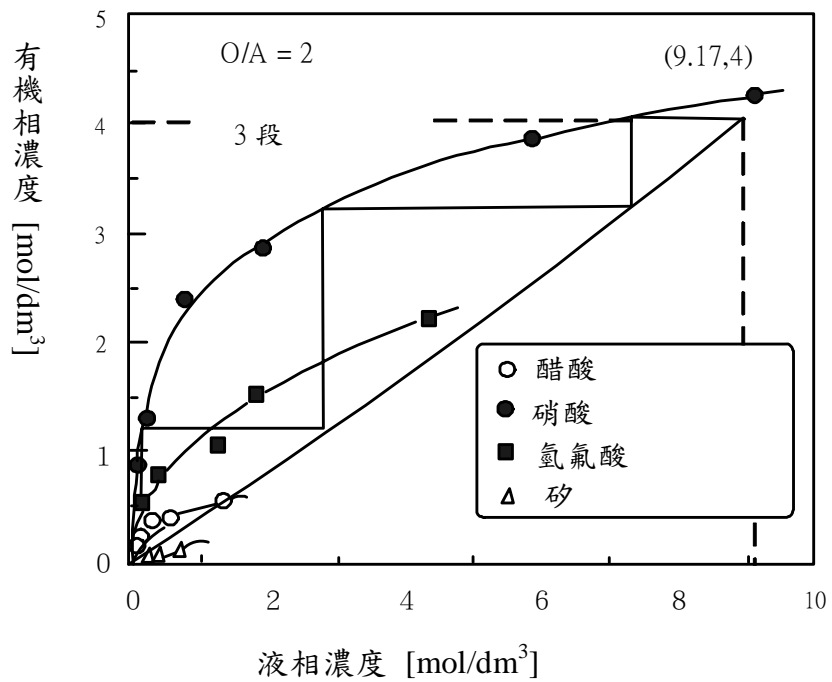 5
4
3
2
1
0
有機相濃度 [mol/dm³]
O/A = 2
(9.17,4)
3 段
醋酸
硝酸
氫氟酸
矽
0 2 4 6 8 10
液相濃度 [mol/dm³]